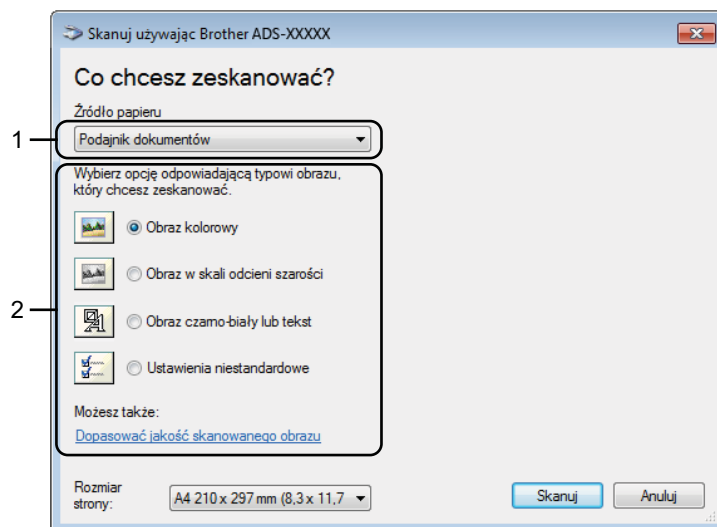 Skanuj używając Brother ADS-XXXXX
Co chcesz zeskanować?
Źródło papieru
1
Podajnik dokumentów
Wybierz opcję odpowiadającą typowi obrazu,
który chcesz zeskanować.
Obraz kolorowy
Obraz w skali odcieni szarości
2
Obraz czarno-biały lub tekst
Ustawienia niestandardowe
Możesz także:
Dopasować jakość skanowanego obrazu
Rozmiar
strony:
A4 210 x 297 mm (8,3 x 11,7
Skanuj
Anuluj